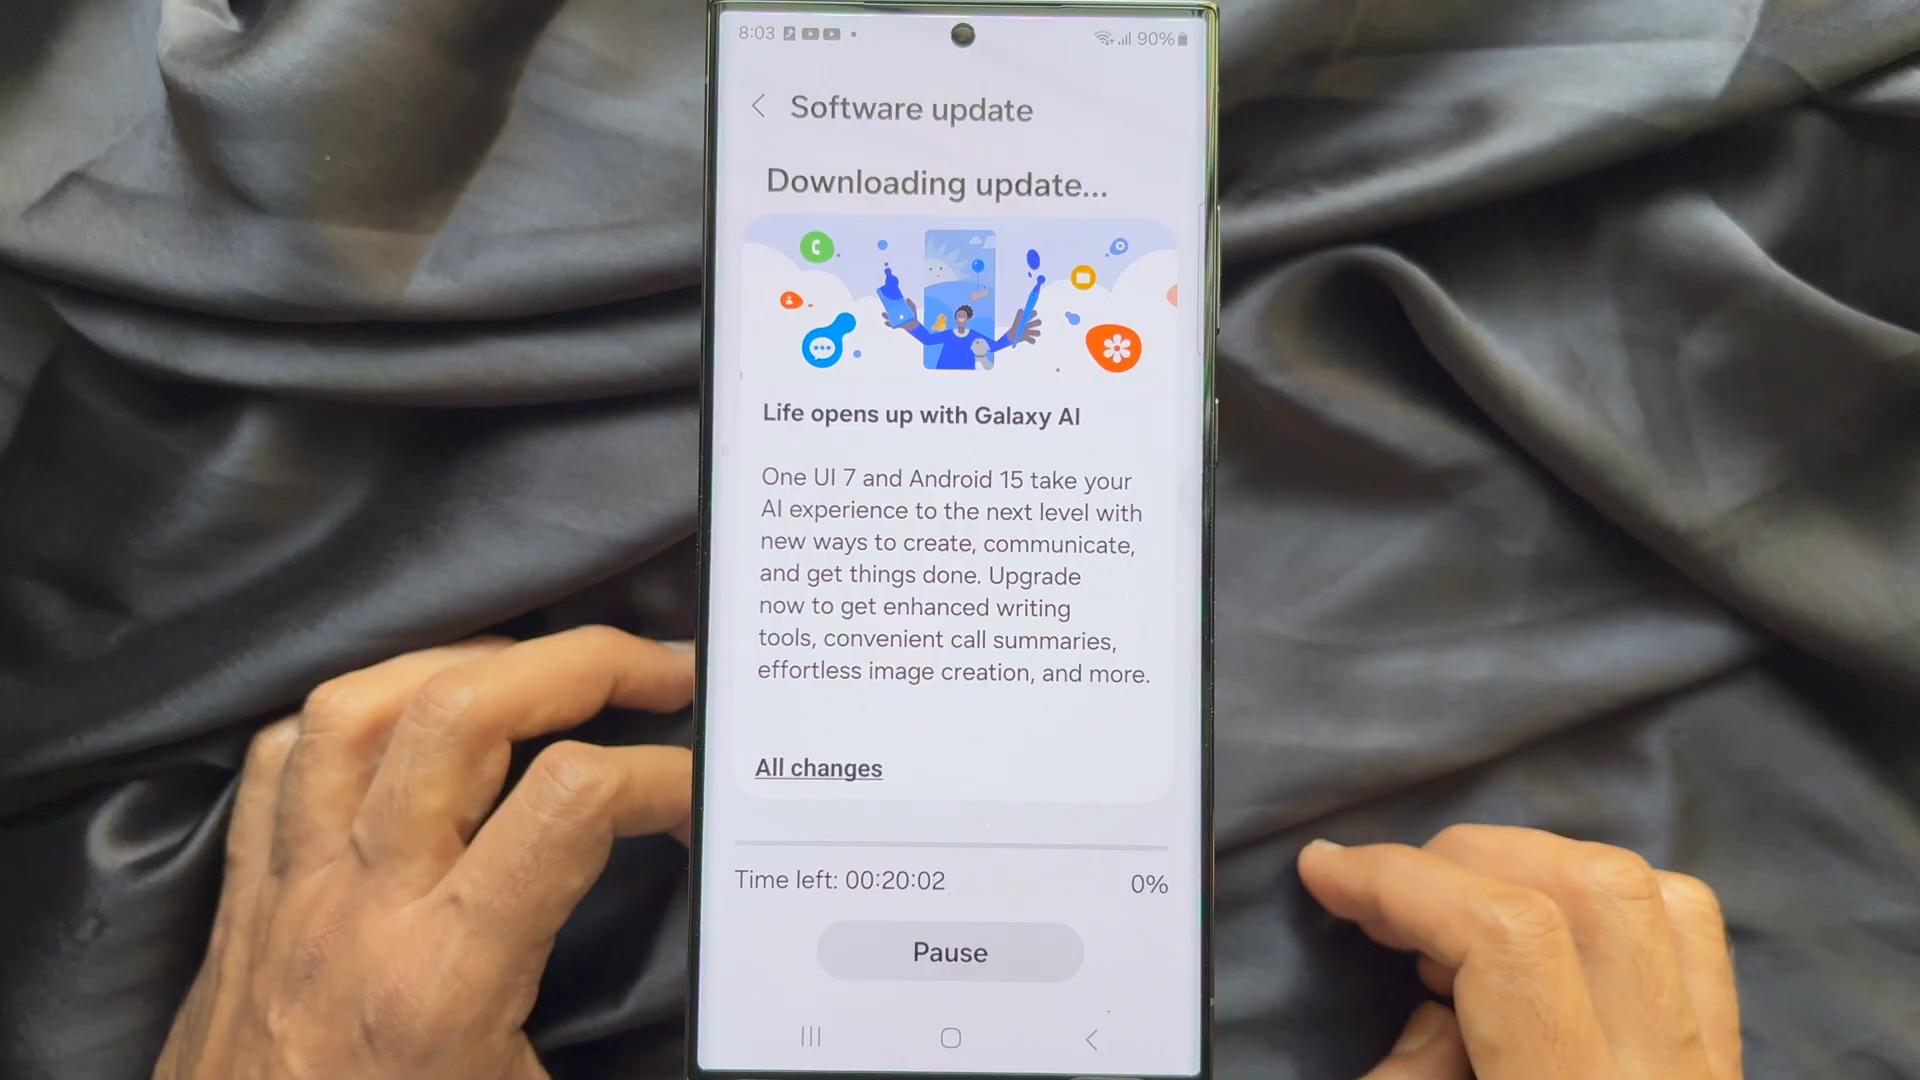 8:03
90%
Software update
Downloading update...
Life opens up with Galaxy AI
One UI 7 and Android 15 take your
AI experience to the next level with
new ways to create, communicate,
and get things done. Upgrade
now to get enhanced writing
tools, convenient call summaries,
effortless image creation, and more.
All changes
Time left: 00:20:02
0%
Pause